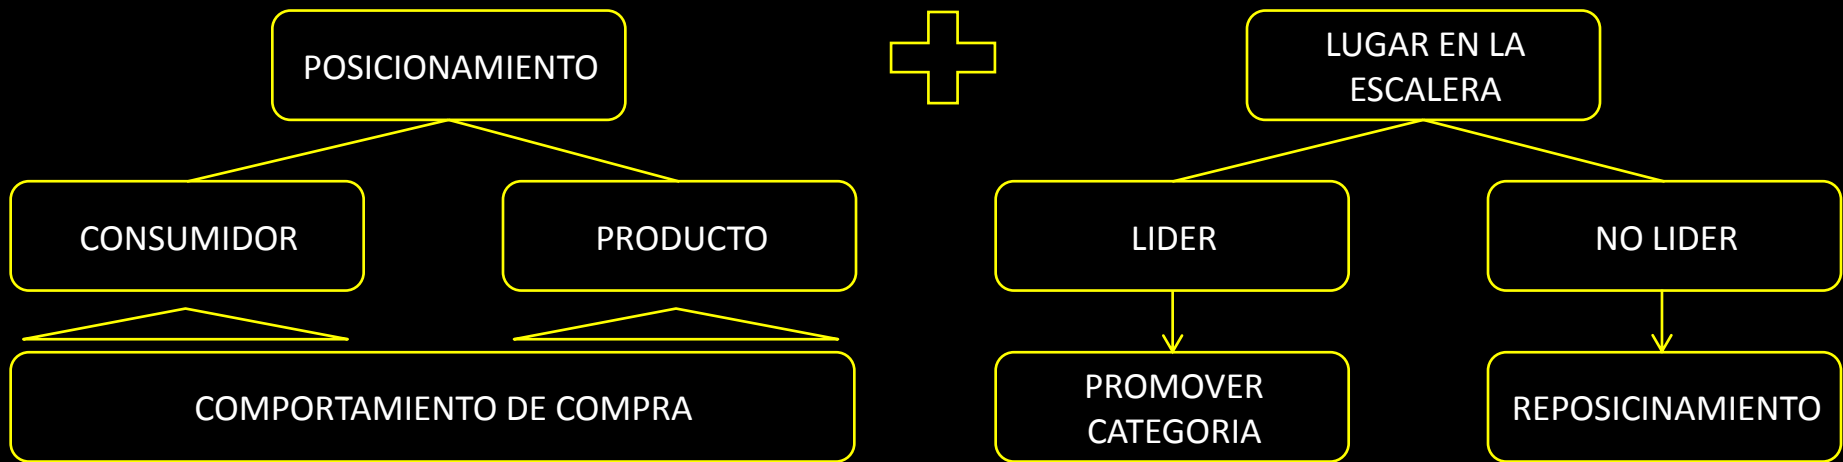 POSICIONAMIENTO
LUGAR EN LA
ESCALERA
CONSUMIDOR
PRODUCTO
LIDER
NO LIDER
COMPORTAMIENTO DE COMPRA
PROMOVER
CATEGORIA
REPOSICINAMIENTO